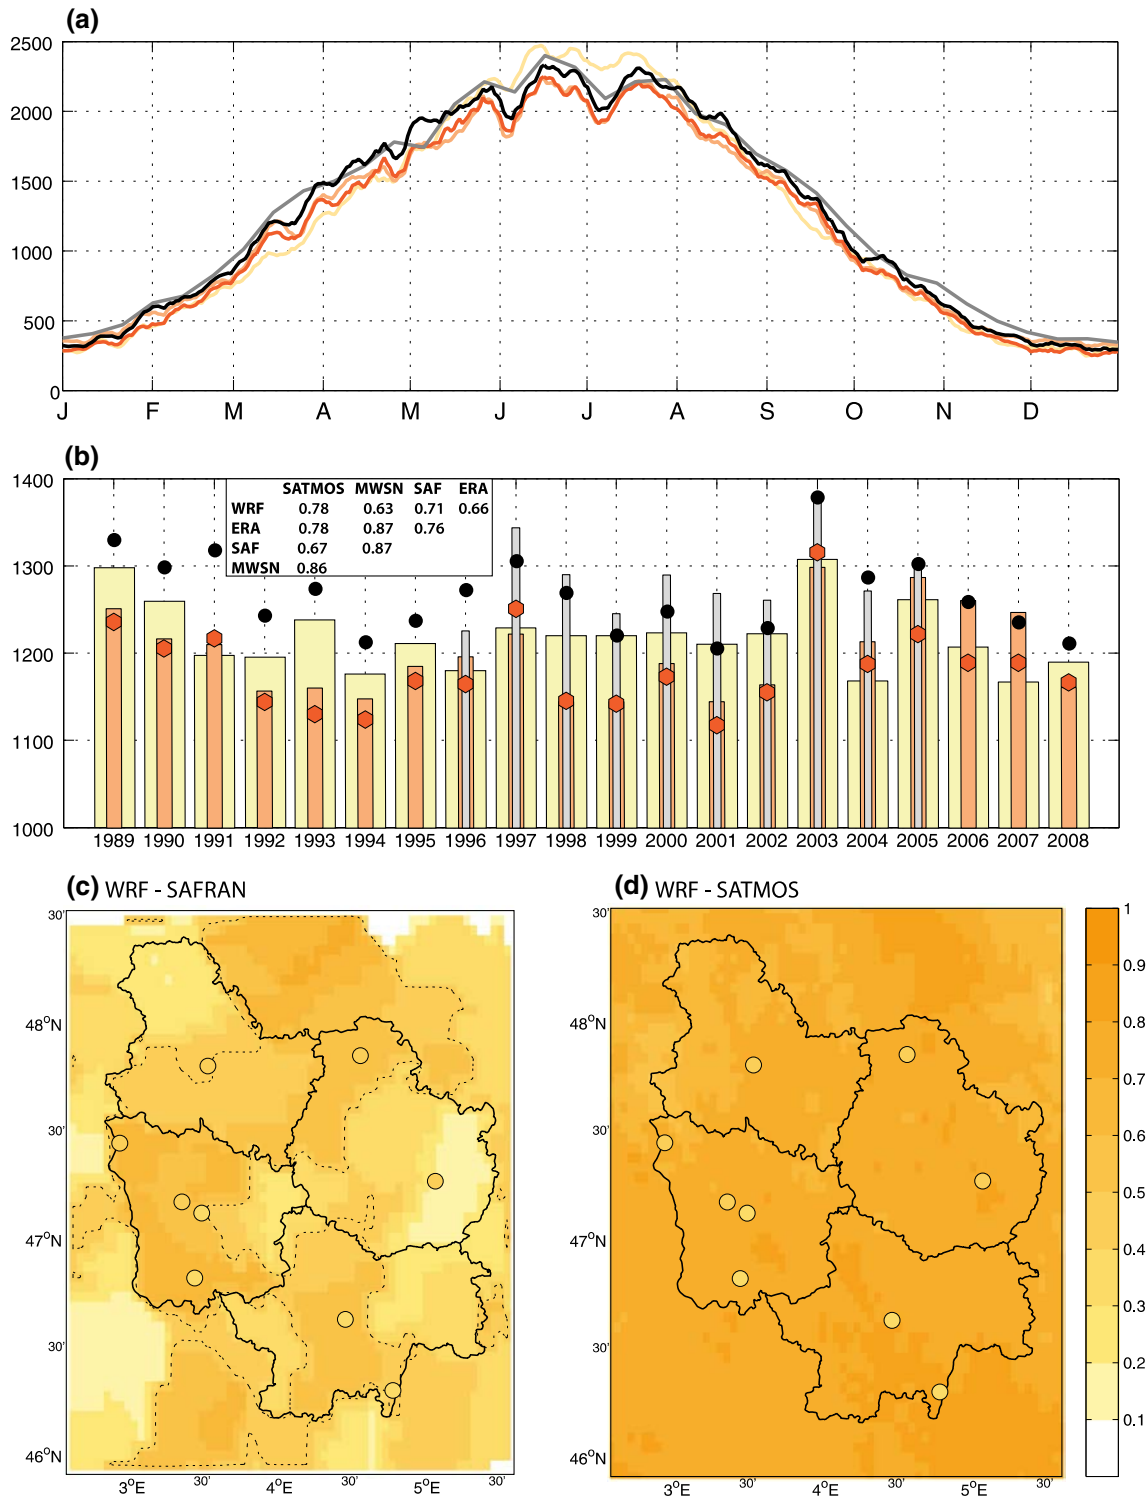 (a)
2500
2000
1500
1000
500
0
J F M A M J J A S O N D
(b)
1400
1300
1200
1100
1000
SATMOS MWSN SAF ERA
WRF 0.78 0.63 0.71 0.66
ERA 0.78 0.87 0.76
SAF 0.67 0.87
MWSN 0.86
1989 1990 1991 1992 1993 1994 1995 1996 1997 1998 1999 2000 2001 2002 2003 2004 2005 2006 2007 2008
(c) WRF - SAFRAN
30'
48°N
30'
47°N
30'
46°N
3°E 30' 4°E 30' 5°E
(d) WRF - SATMOS
30'
48°N
30'
47°N
30'
46°N
3°E 30' 4°E 30' 5°E
1
0.9
0.8
0.7
0.6
0.5
0.4
0.3
0.2
0.1